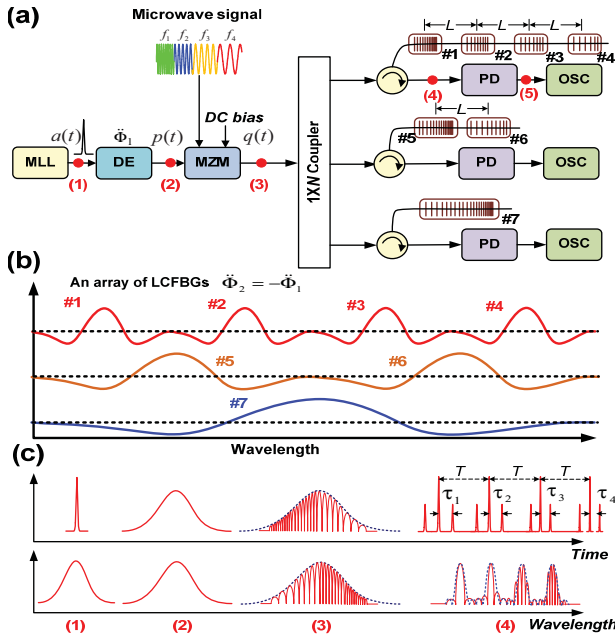 (a)
Microwave signal
f₁ f₂ f₃ f₄
L L L
#1 #2 #3 #4
(4) PD (5) OSC
DC bias
a(t) Φ̈₁ p(t) q(t)
MLL DE MZM
(1) (2) (3)
1XN Coupler
L
#5 #6
PD OSC
#7
PD OSC
(b)
An array of LCFBGs Φ̈₂ = −Φ̈₁
#1 #2 #3 #4
#5 #6
#7
Wavelength
(c)
T T T
τ₁ τ₂ τ₃ τ₄
Time
(1) (2) (3) (4)
Wavelength